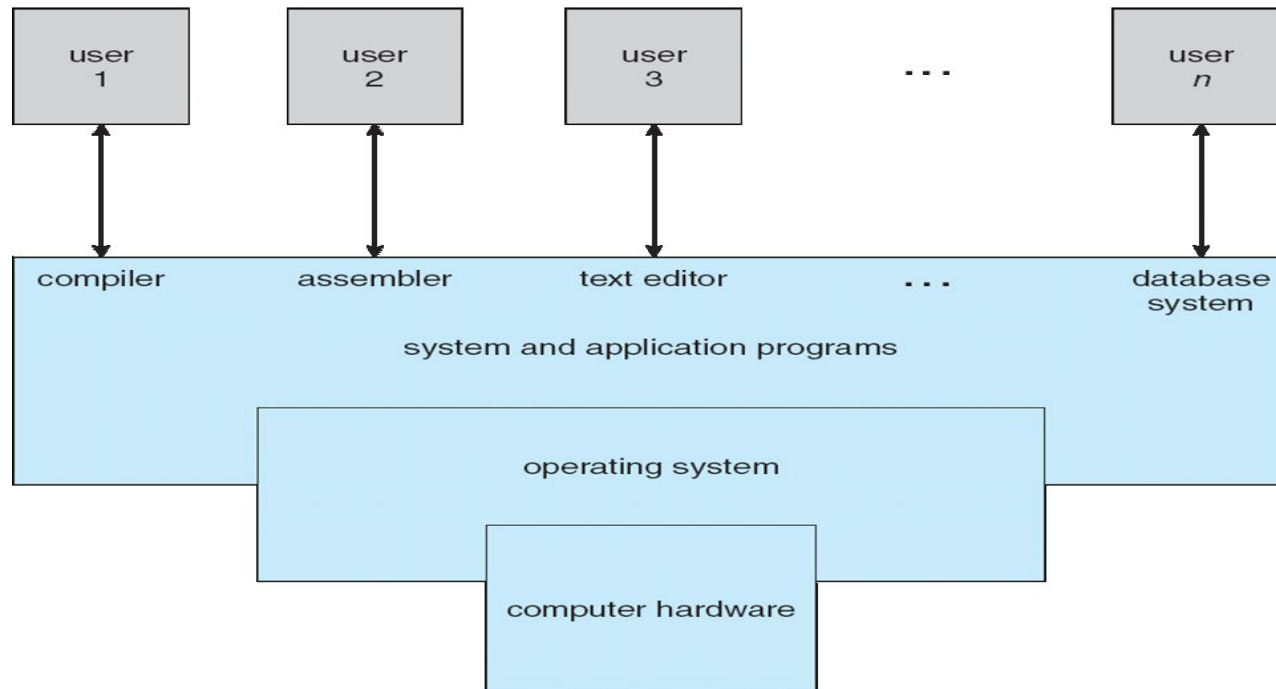 user
1
user
2
user
3
...
user
n
compiler
assembler
text editor
...
database
system
system and application programs
operating system
computer hardware